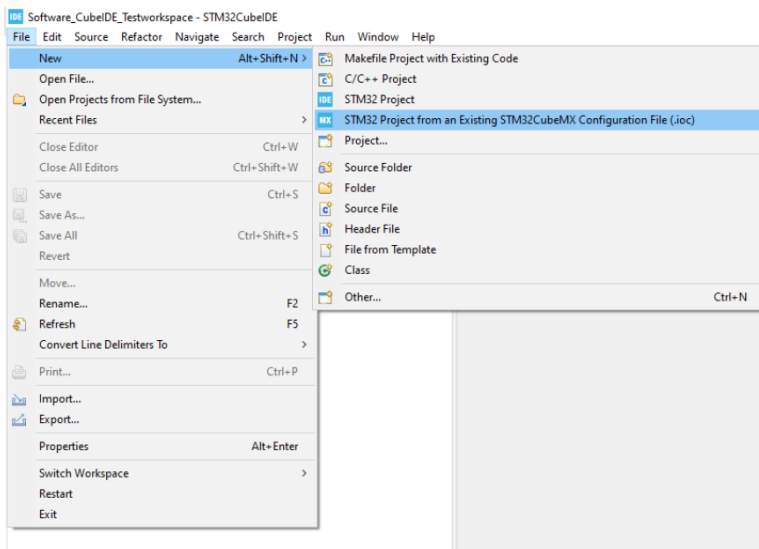 IDE Software_CubeIDE_Testworkspace - STM32CubeIDE
File Edit Source Refactor Navigate Search Project Run Window Help
New Alt+Shift+N >
Open File...
Open Projects from File System...
Recent Files >
Close Editor Ctrl+W
Close All Editors Ctrl+Shift+W
Save Ctrl+S
Save As...
Save All Ctrl+Shift+S
Revert
Move...
Rename... F2
Refresh F5
Convert Line Delimiters To >
Print... Ctrl+P
Import...
Export...
Properties Alt+Enter
Switch Workspace >
Restart
Exit
Makefile Project with Existing Code
C/C++ Project
IDE STM32 Project
MX STM32 Project from an Existing STM32CubeMX Configuration File (.ioc)
Project...
Source Folder
Folder
Source File
Header File
File from Template
Class
Other... Ctrl+N